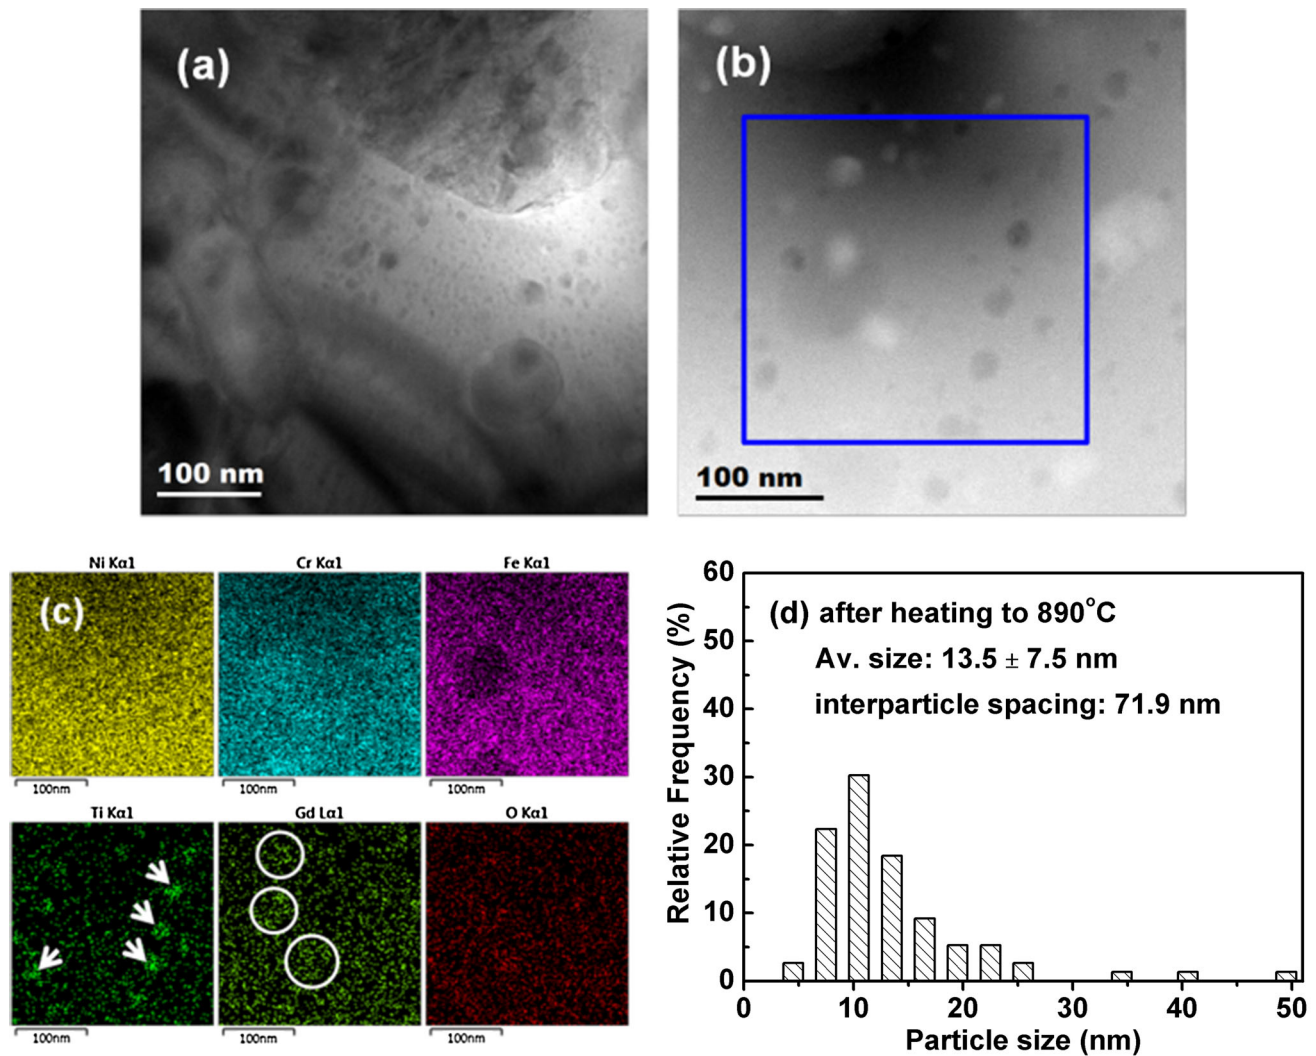 (a)
100 nm
(b)
100 nm
Ni Kα1
Cr Kα1
Fe Kα1
(c)
100nm
100nm
100nm
Ti Kα1
Gd Lα1
O Kα1
100nm
100nm
100nm
(d) after heating to 890°C
Av. size: 13.5 ± 7.5 nm
interparticle spacing: 71.9 nm
Relative Frequency (%)
60
50
40
30
20
10
0
0 10 20 30 40 50
Particle size (nm)